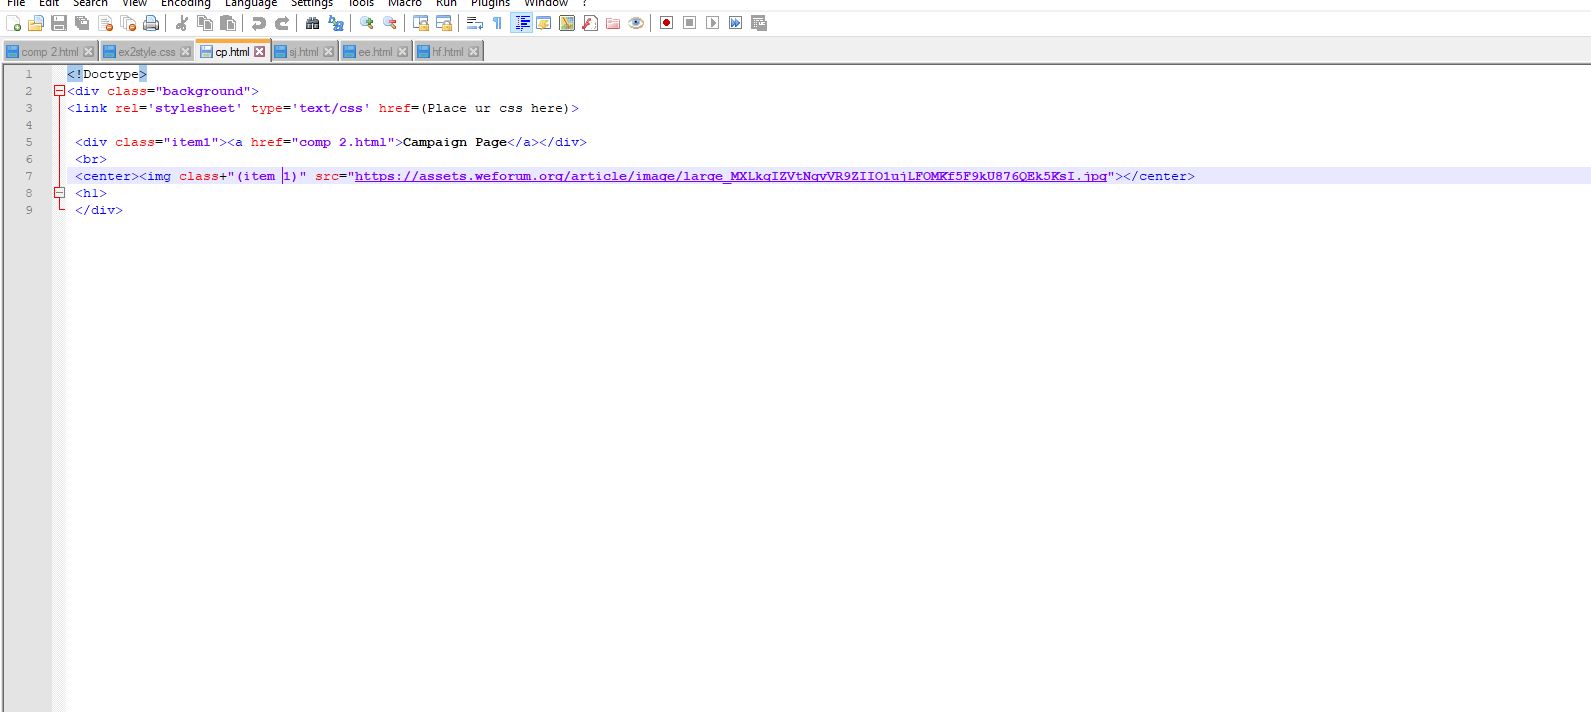 File Edit Search View Encoding Language Settings Tools Macro Run Plugins Window ?
comp 2.html ex2style.css cp.html sj.html ee.html hf.html
1 <!Doctype>
2 <div class="background">
3 <link rel='stylesheet' type='text/css' href=(Place ur css here)>
4
5 <div class="item1"><a href="comp 2.html">Campaign Page</a></div>
6 <br>
7 <center><img class+"(item 1)" src="https://assets.weforum.org/article/image/large_MXLkgIZVtNgvVR9ZIIO1ujLFOMKf5F9kU876QEk5KsI.jpg"></center>
8 <h1>
9 </div>